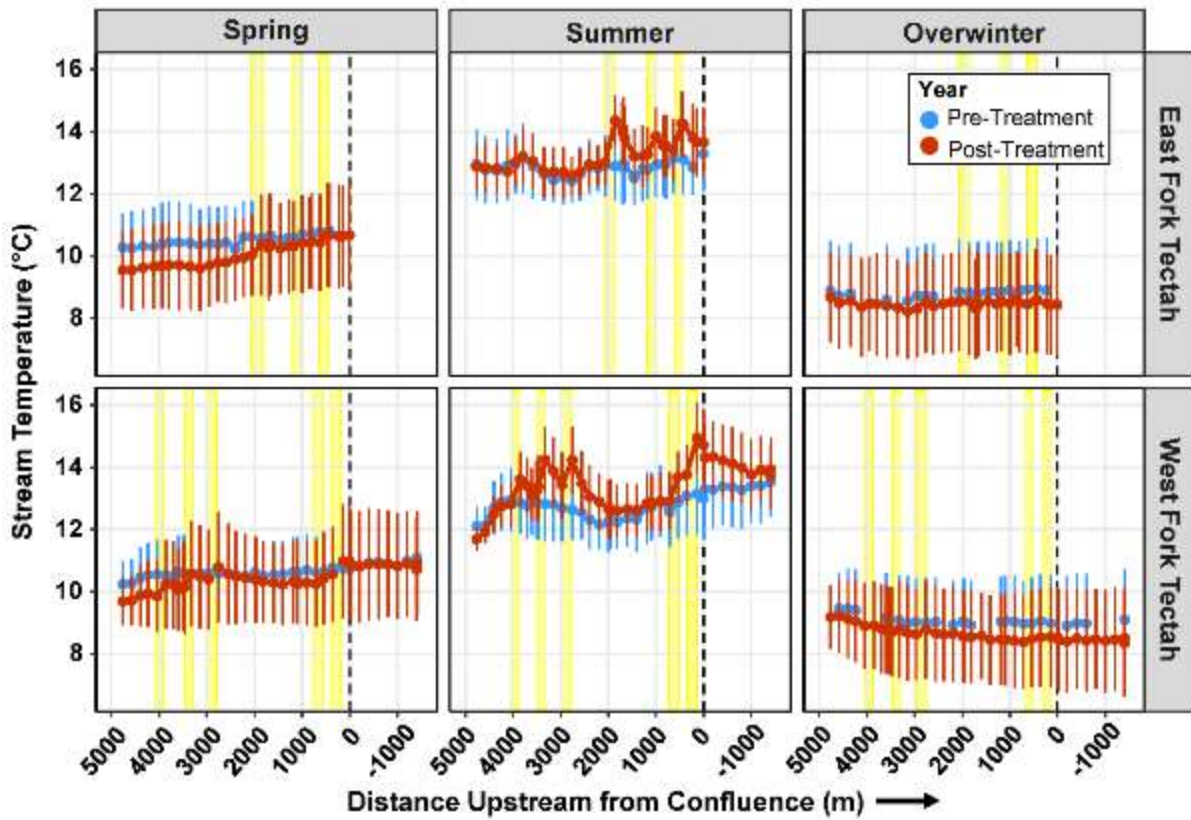 Spring
Summer
Overwinter
16
14
12
10
8
Year
Pre-Treatment
Post-Treatment
East Fork Tectah
Stream Temperature (°C)
16
14
12
10
8
West Fork Tectah
5000 4000 3000 2000 1000 0 -1000
5000 4000 3000 2000 1000 0 -1000
5000 4000 3000 2000 1000 0 -1000
Distance Upstream from Confluence (m)